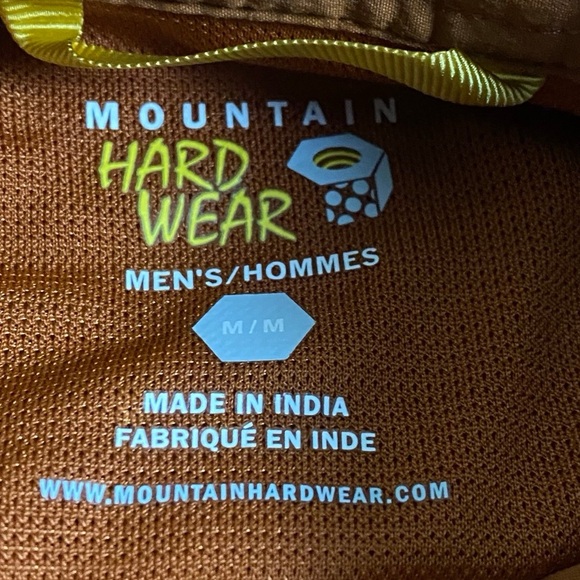 MOUNTAIN
HARD
WEAR
MEN'S/HOMMES
M/M
MADE IN INDIA
FABRIQUÉ EN INDE
WWW.MOUNTAINHARDWEAR.COM